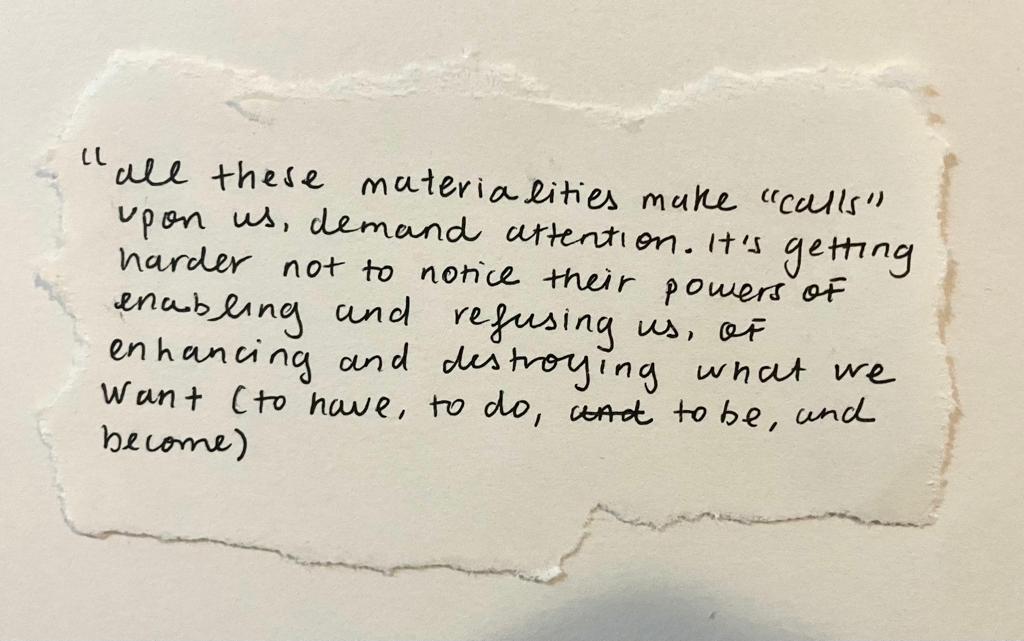 "all these materialities make "calls"
upon us, demand attention. It's getting
harder not to notice their powers of
enabling and refusing us, of
enhancing and destroying what we
want (to have, to do, and to be, and
become)